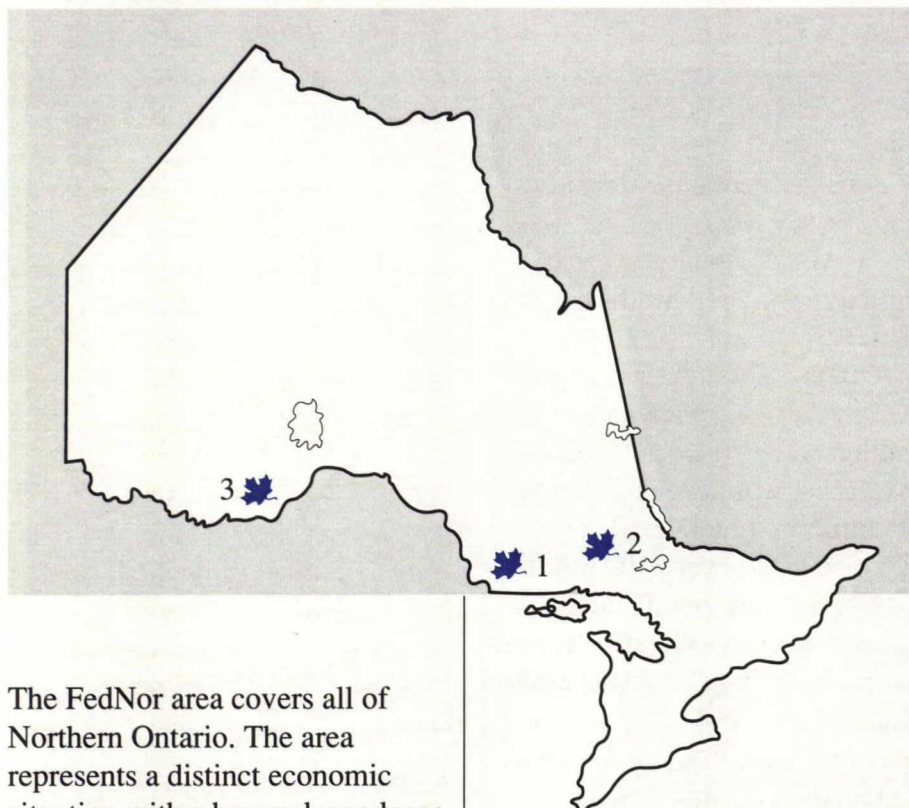 3
2
1
The FedNor area covers all of
Northern Ontario. The area
represents a distinct economic